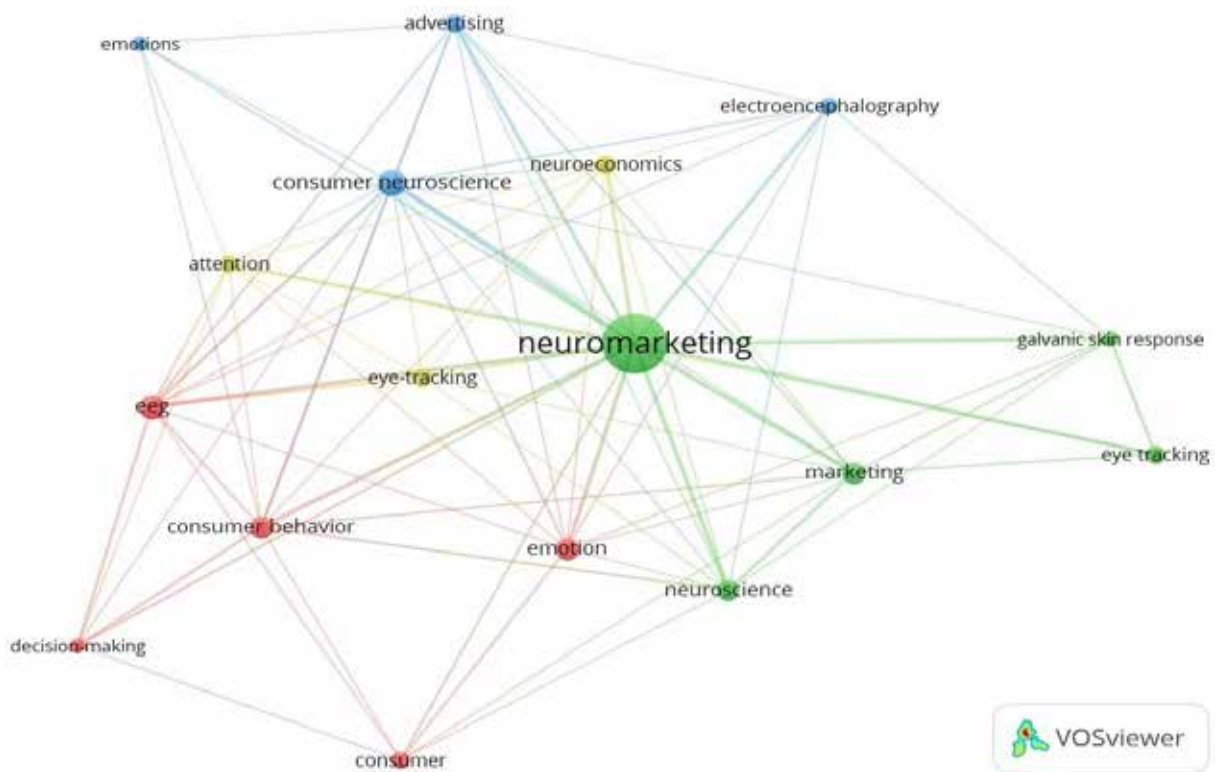 advertising
emotions
electroencephalography
neuroeconomics
consumer neuroscience
attention
neuromarketing
galvanic skin response
eye-tracking
eeg
eye tracking
marketing
consumer behavior
emotion
neuroscience
decision-making
consumer
VOSviewer